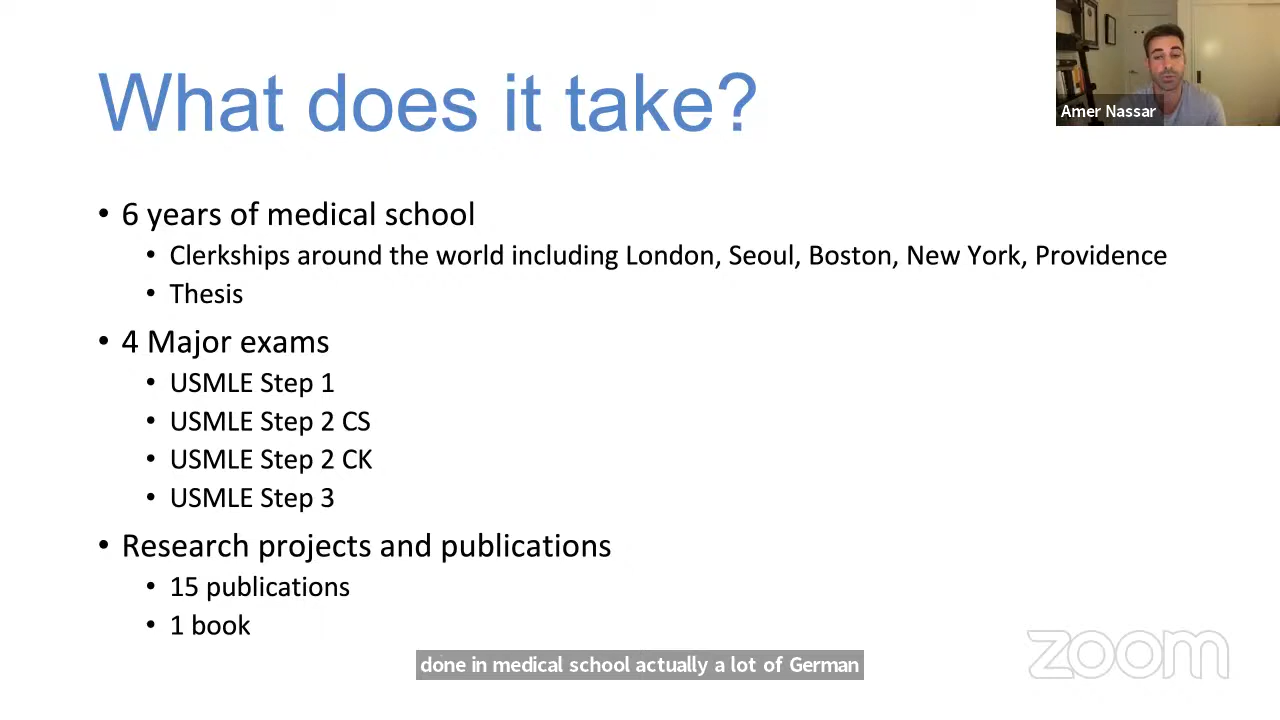 What does it take?
Amer Nassar
• 6 years of medical school
• Clerkships around the world including London, Seoul, Boston, New York, Providence
• Thesis
• 4 Major exams
• USMLE Step 1
• USMLE Step 2 CS
• USMLE Step 2 CK
• USMLE Step 3
• Research projects and publications
• 15 publications
• 1 book
done in medical school actually a lot of German
zoom